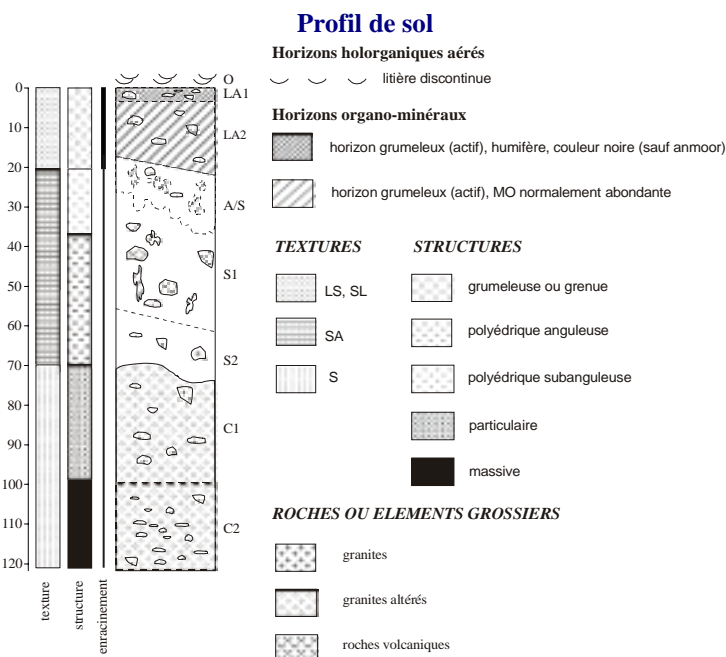 Profil de sol
Horizons holorganiques aérés
litière discontinue
Horizons organo-minéraux
horizon grumeleux (actif), humifère, couleur noire (sauf anmoor)
horizon grumeleux (actif), MO normalement abondante
TEXTURES
LS, SL
SA
S
STRUCTURES
grumeleuse ou grenue
polyédrique anguleuse
polyédrique subanguleuse
particulaire
massive
ROCHES OU ELEMENTS GROSSIERS
granites
granites altérés
roches volcaniques
0
10
20
30
40
50
60
70
80
90
100
110
120
texture
structure
enracinement
O
LA1
LA2
A/S
S1
S2
C1
C2